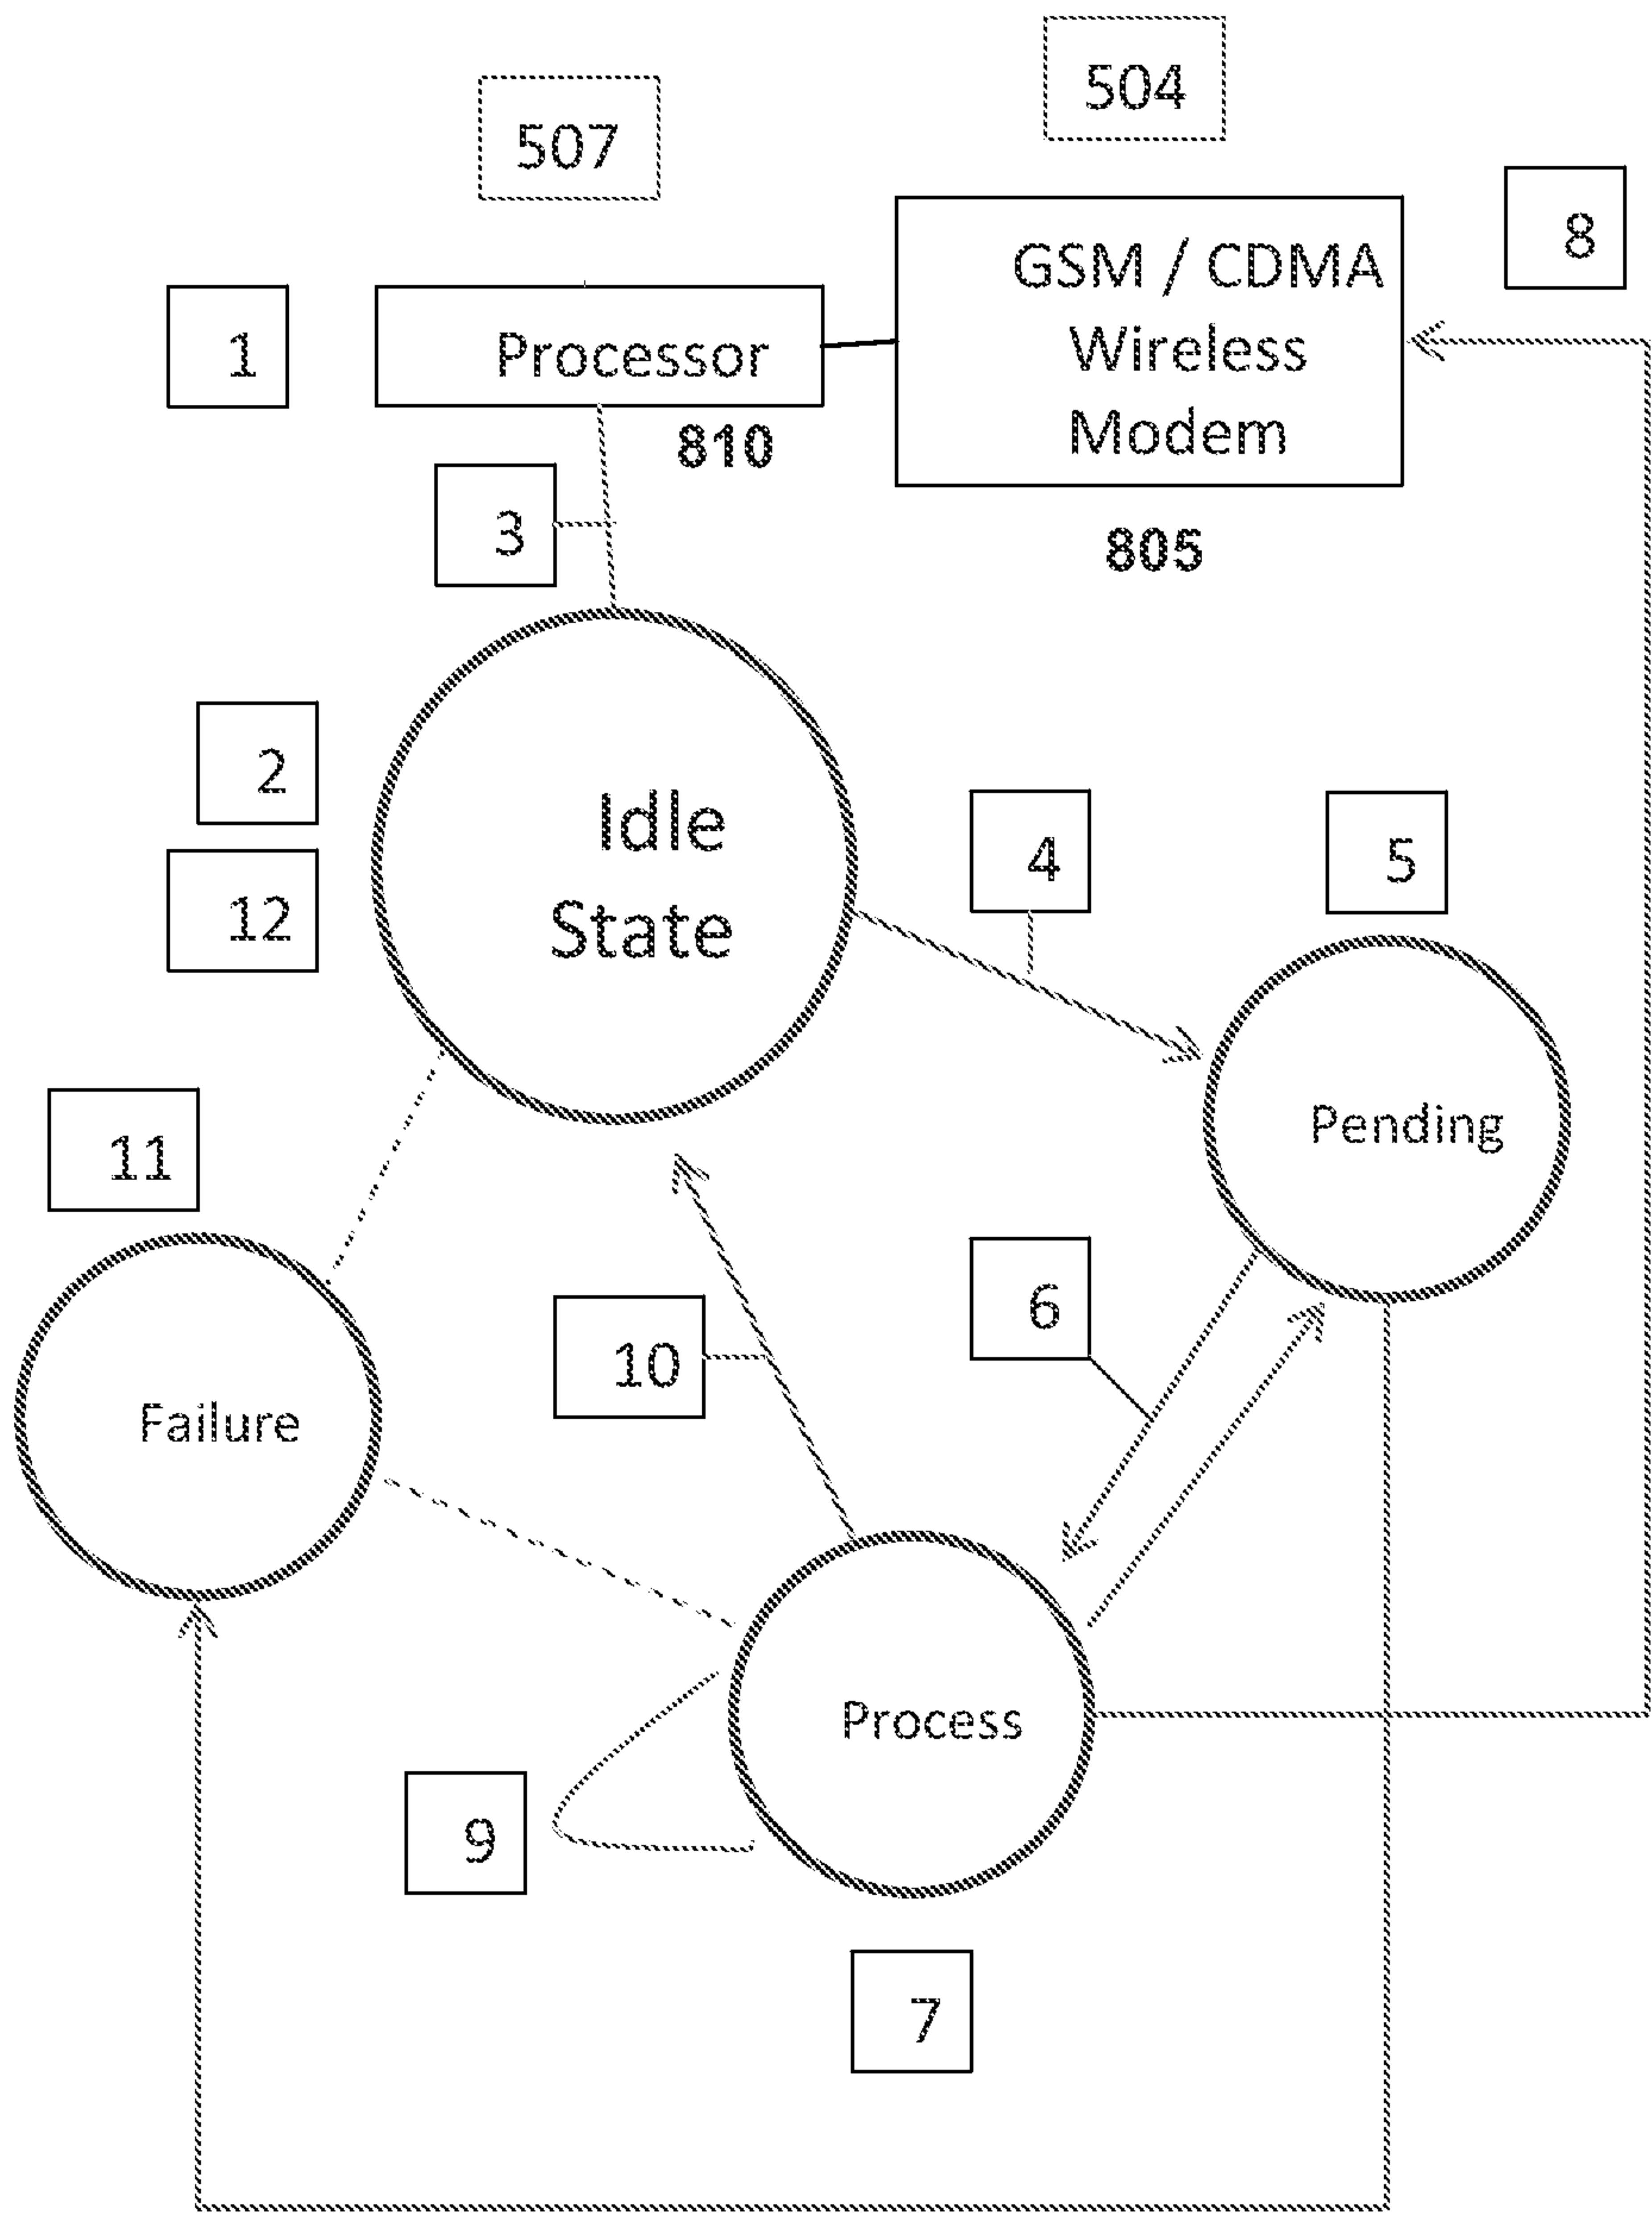 504
507
8
GSM / CDMA
Wireless
Modem
1
Processor
810
3
805
2
Idle
State
12
4
5
Pending
11
6
10
Failure
Process
9
7